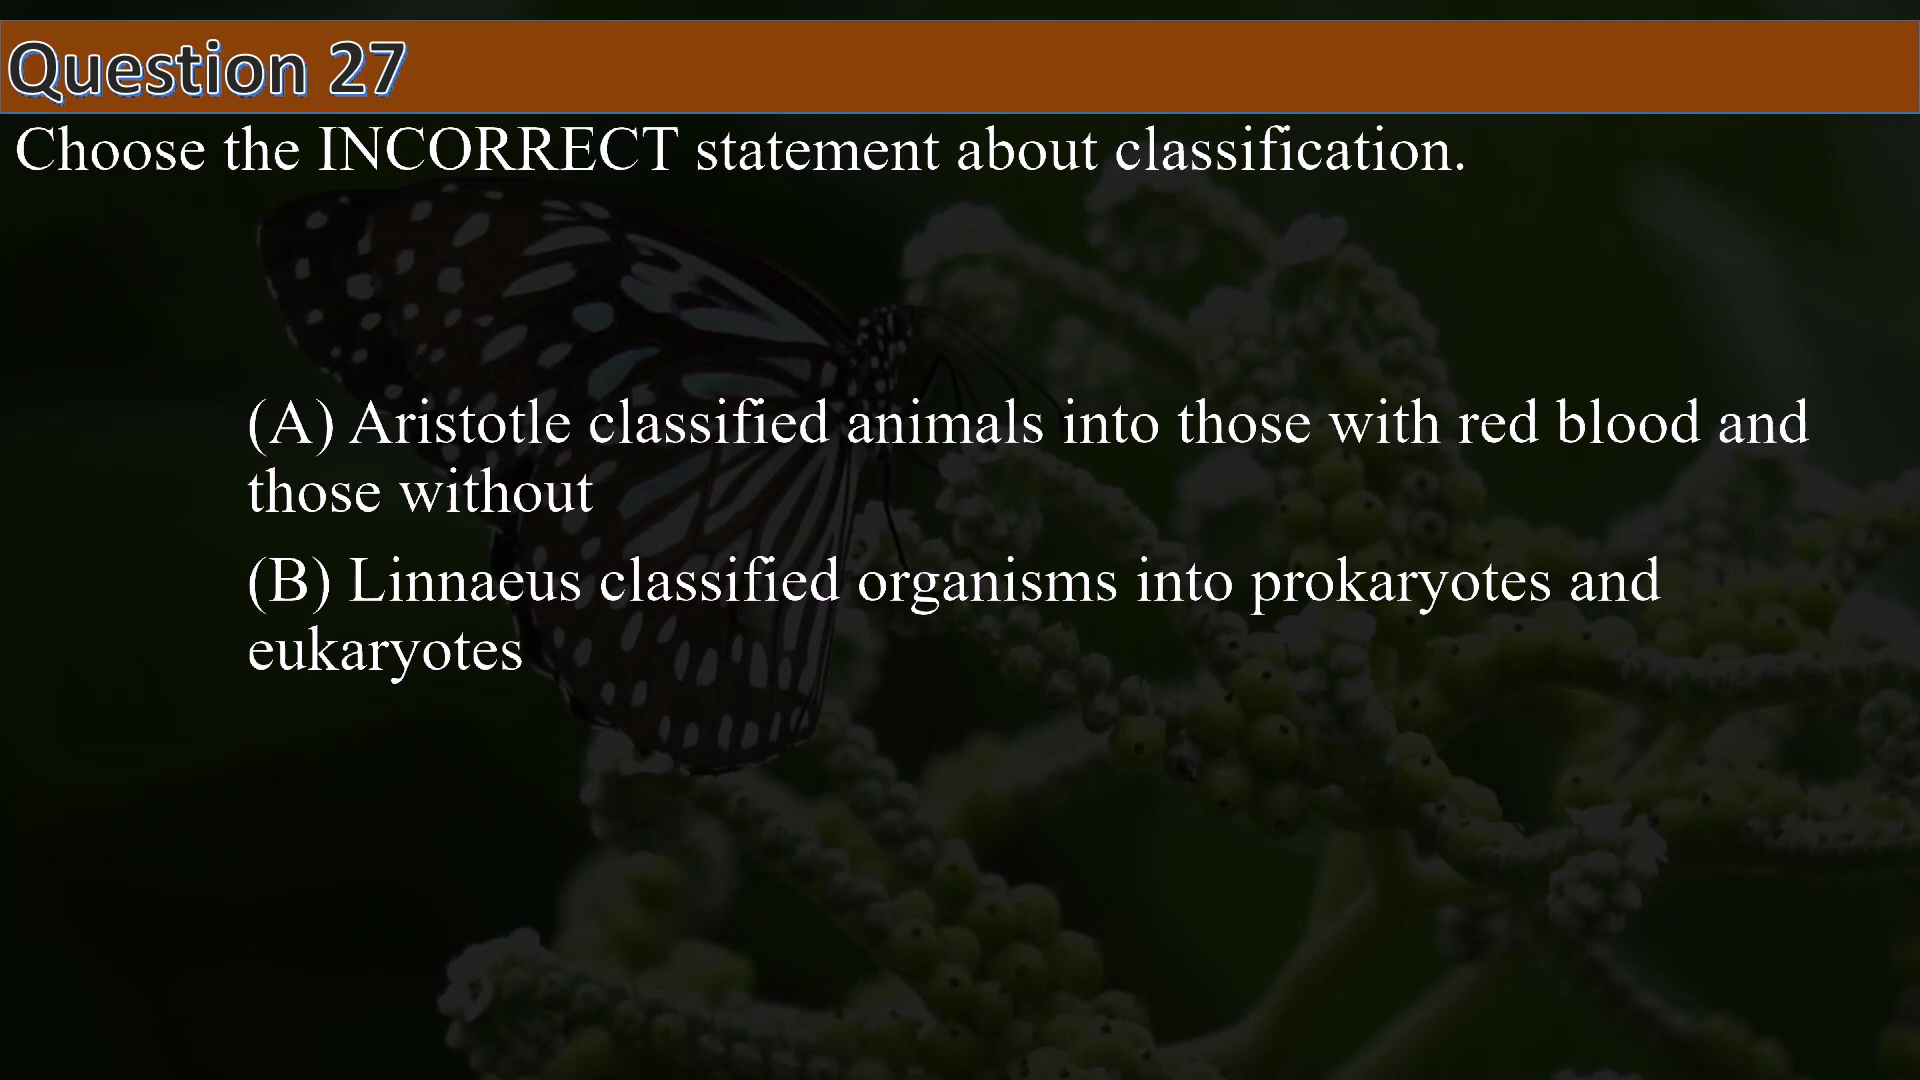 Question 27
Choose the INCORRECT statement about classification.
(A) Aristotle classified animals into those with red blood and
those without
(B) Linnaeus classified organisms into prokaryotes and
eukaryotes